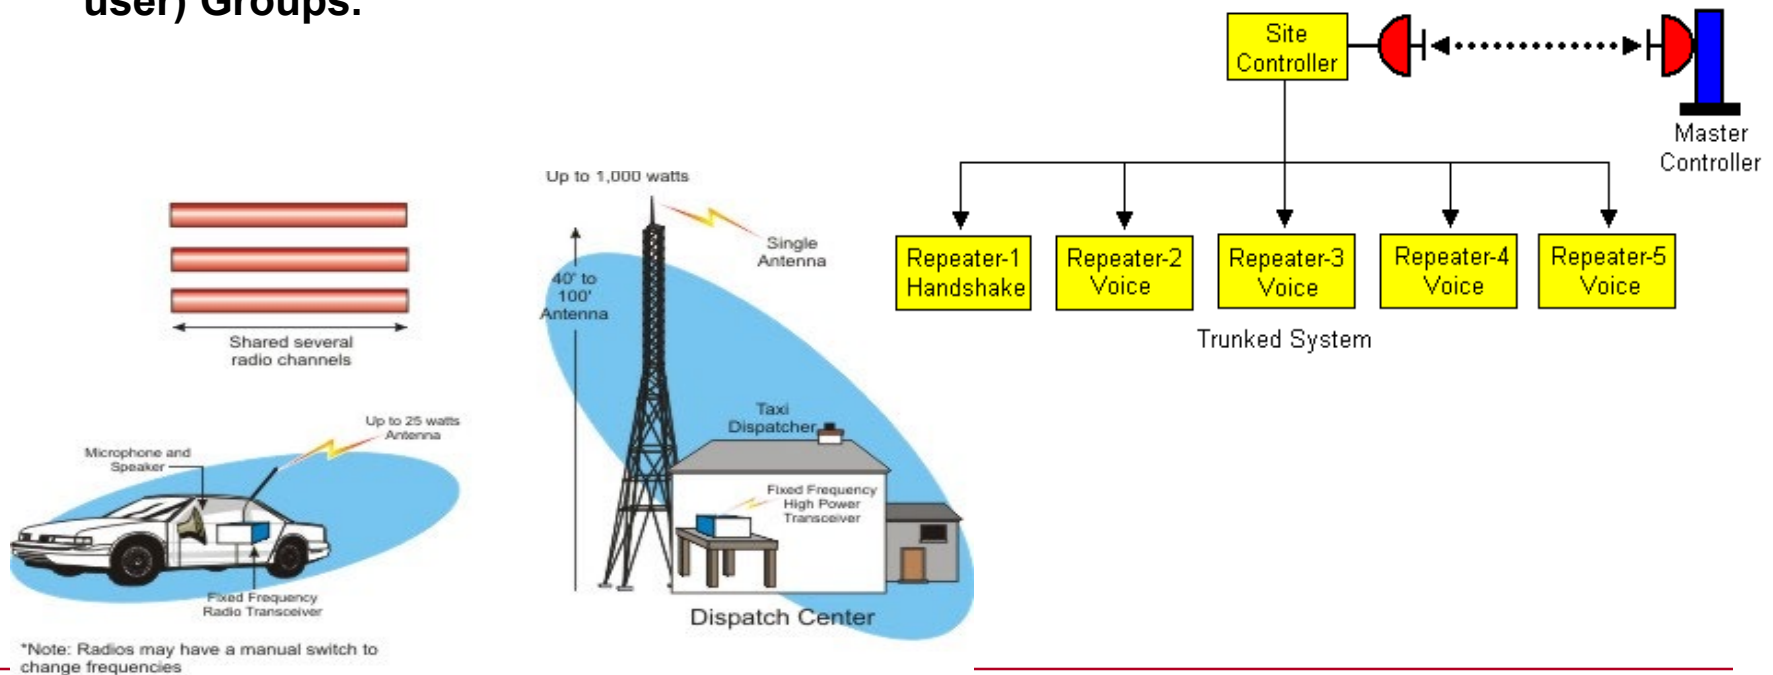 user) Groups.
Site
Controller
Master
Controller
Up to 1,000 watts
Single
Antenna
40' to
100'
Antenna
Repeater-1
Handshake
Repeater-2
Voice
Repeater-3
Voice
Repeater-4
Voice
Repeater-5
Voice
Trunked System
Shared several
radio channels
Up to 25 watts
Antenna
Microphone and
Speaker
Taxi
Dispatcher
Fixed Frequency
High Power
Transceiver
Fixed Frequency
Radio Transceiver
Dispatch Center
*Note: Radios may have a manual switch to
change frequencies